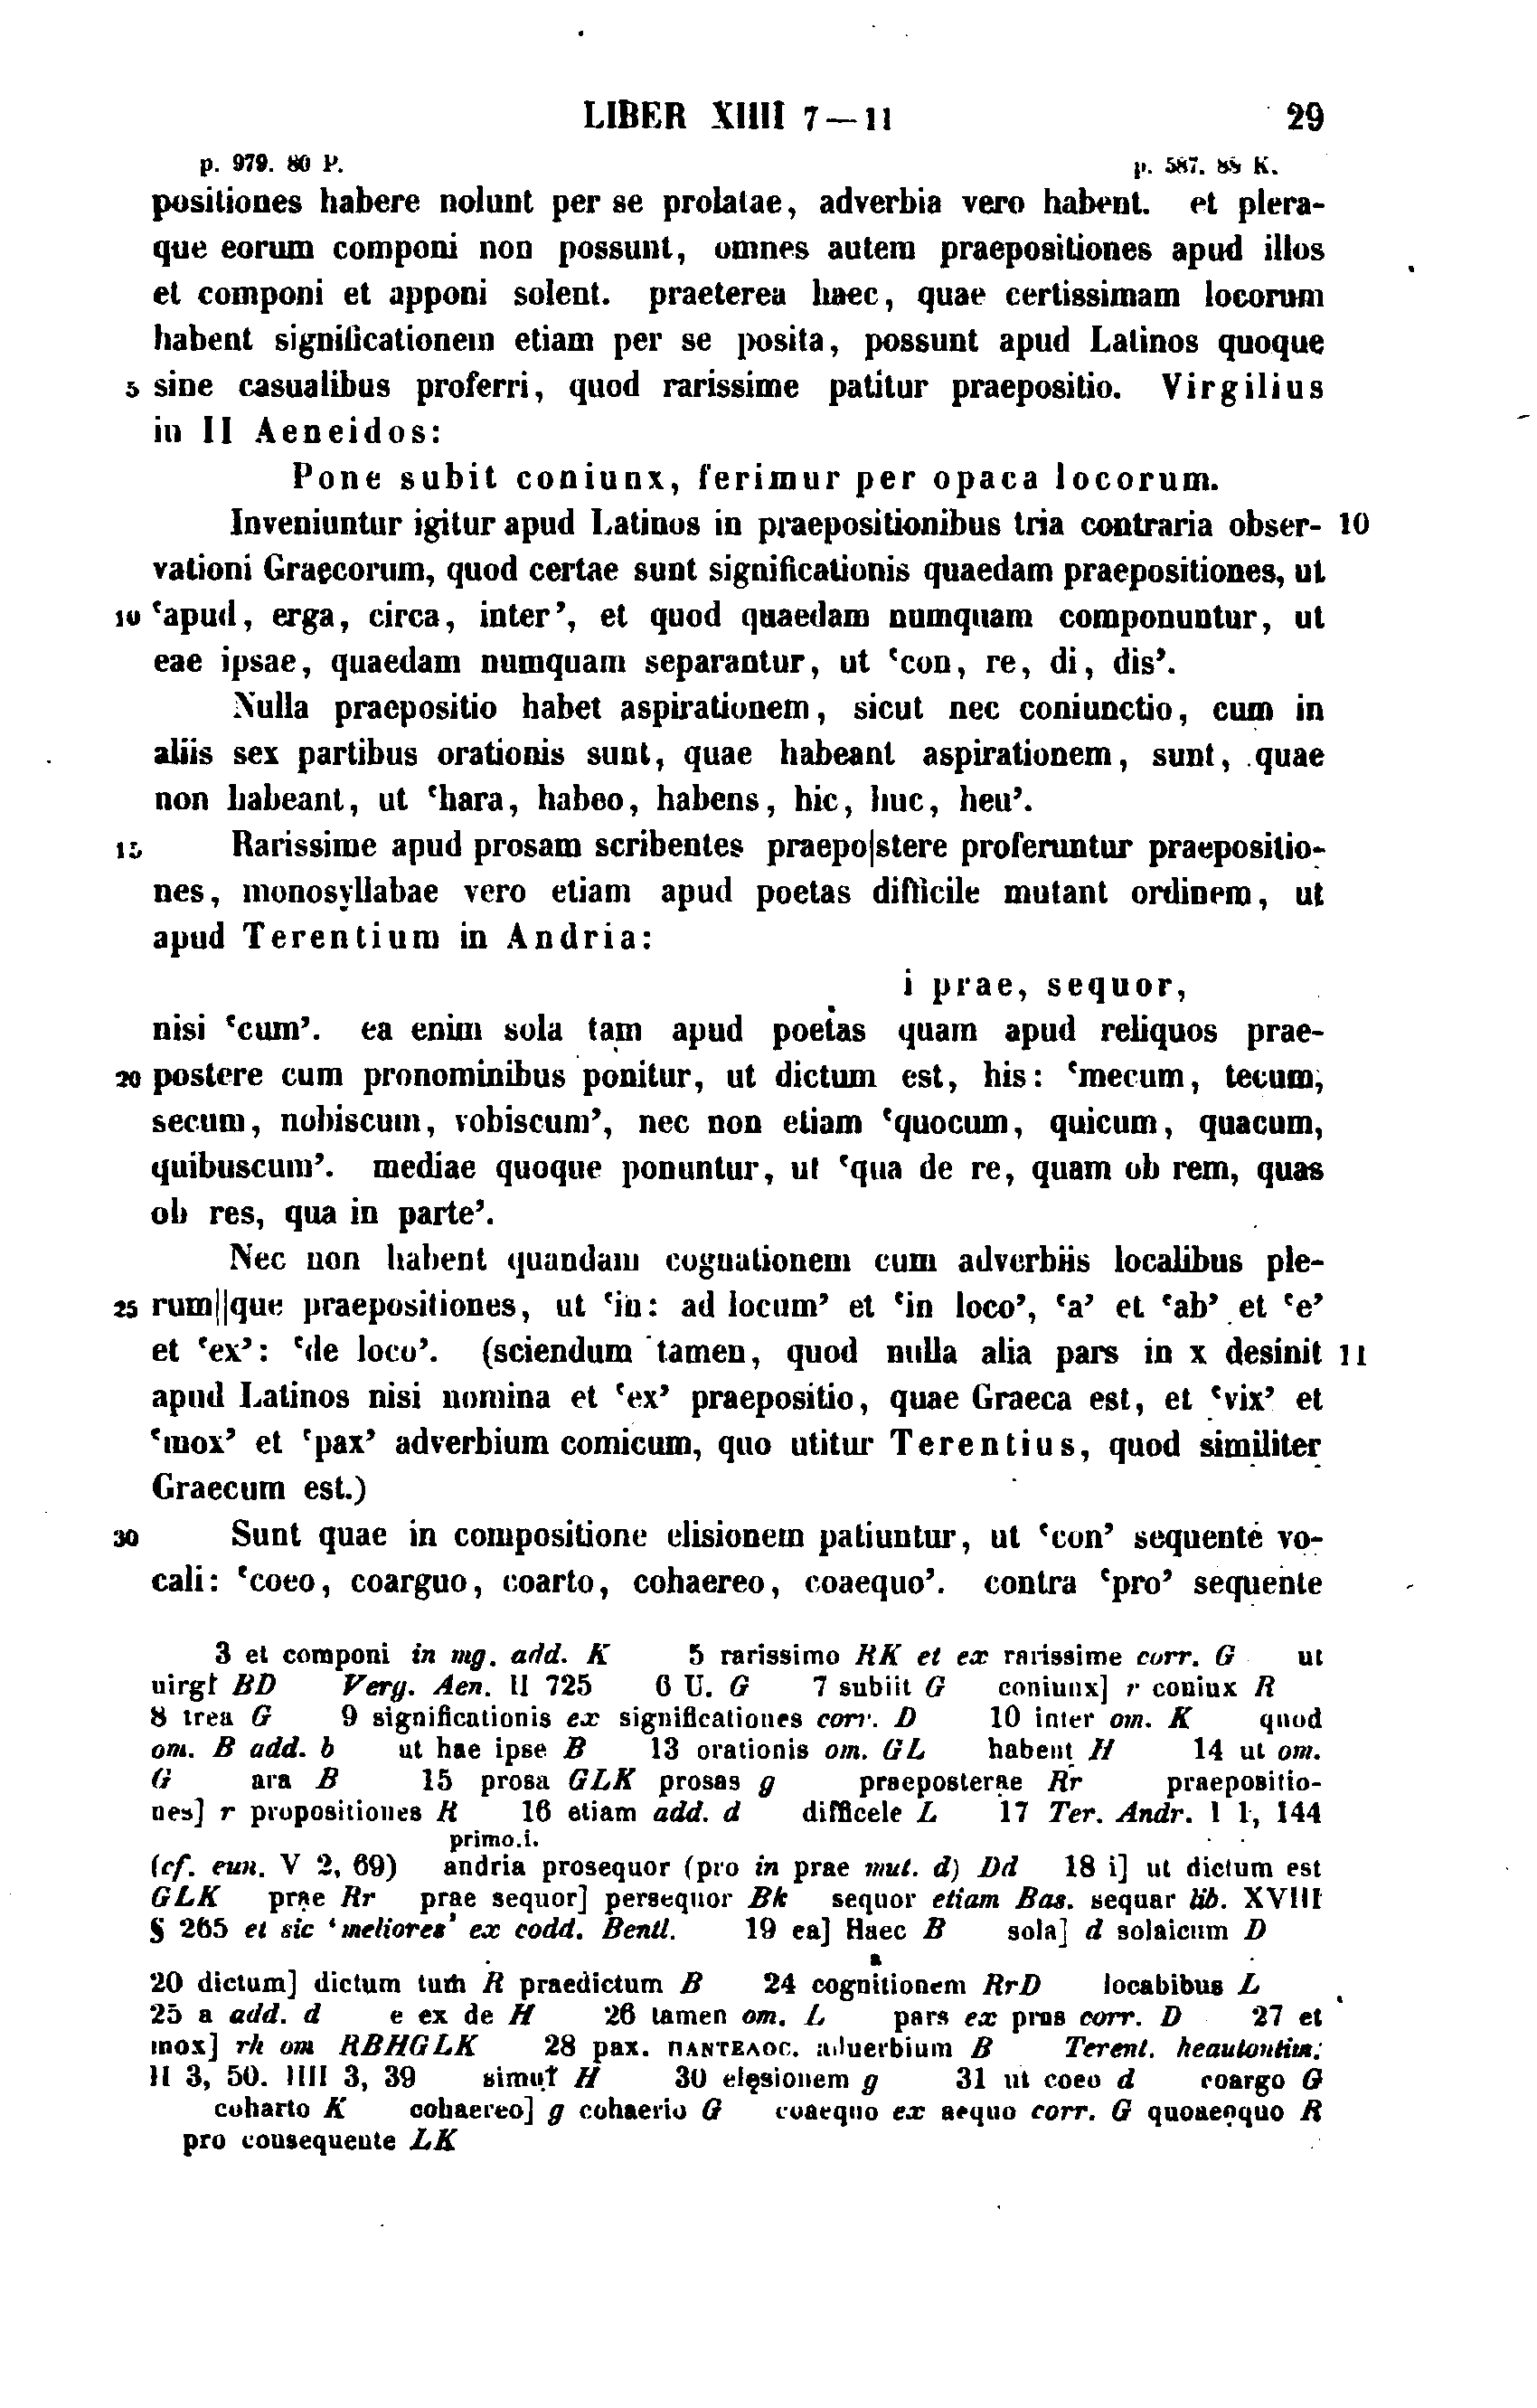 LIBER XIIII 7—11 29
p. 979. 80 P. p. 587. 88 K.
positiones habere nolunt per se prolatae, adverbia vero habent. et plera-
que eorum componi non possunt, omnes autem praepositiones apud illos
et componi et apponi solent. praeterea haec, quae certissimam locorum
habent significationem etiam per se posita, possunt apud Latinos quoque
5 sine casualibus proferri, quod rarissime patitur praepositio. Virgilius
in II Aeneidos:
Pone subit coniunx, ferimur per opaca locorum.
Inveniuntur igitur apud Latinos in praepositionibus tria contraria obser- 10
vationi Graecorum, quod certae sunt significationis quaedam praepositiones, ut
10 ‘apud, erga, circa, inter’, et quod quaedam numquam componuntur, ut
eae ipsae, quaedam numquam separantur, ut ‘con, re, di, dis’.
Nulla praepositio habet aspirationem, sicut nec coniunctio, cum in
aliis sex partibus orationis sunt, quae habeant aspirationem, sunt, quae
non habeant, ut ‘hara, habeo, habens, hic, huc, heu’.
15 Rarissime apud prosam scribentes praepo|stere proferuntur praepositio-
nes, monosyllabae vero etiam apud poetas difficile mutant ordinem, ut
apud Terentium in Andria:
i prae, sequor,
nisi ‘cum’. ea enim sola tam apud poetas quam apud reliquos prae-
20 postere cum pronominibus ponitur, ut dictum est, his: ‘mecum, tecum,
secum, nobiscum, vobiscum’, nec non etiam ‘quocum, quicum, quacum,
quibuscum’. mediae quoque ponuntur, ut ‘qua de re, quam ob rem, quas
ob res, qua in parte’.
Nec non habent quandam cognationem cum adverbiis localibus ple-
25 rum||que praepositiones, ut ‘in: ad locum’ et ‘in loco’, ‘a’ et ‘ab’ et ‘e’
et ‘ex’: ‘de loco’. (sciendum tamen, quod nulla alia pars in x desinit 11
apud Latinos nisi nomina et ‘ex’ praepositio, quae Graeca est, et ‘vix’ et
‘mox’ et ‘pax’ adverbium comicum, quo utitur Terentius, quod similiter
Graecum est.)
30 Sunt quae in compositione elisionem patiuntur, ut ‘con’ sequente vo-
cali: ‘coeo, coarguo, coarto, cohaereo, coaequo’. contra ‘pro’ sequente
3 et componi in mg. add. K 5 rarissimo RK et ex rarissime corr. G ut
uirgt BD Verg. Aen. II 725 6 U. G 7 subiit G coniunx] r coniux R
8 trea G 9 significationis ex significationes corr. D 10 inter om. K quod
om. B add. b ut hae ipse B 13 orationis om. GL habent H 14 ut om.
G ara B 15 prosa GLK prosas g praeposterae Rr praepositio-
nes] r propositiones R 16 etiam add. d difficele L 17 Ter. Andr. I 1, 144
primo.i.
(cf. eun. V 2, 69) andria prosequor (pro in prae mut. d) Dd 18 i] ut dictum est
GLK prae Rr prae sequor] persequor Bk sequor etiam Bas. sequar lib. XVIII
§ 265 et sic ‘meliores’ ex codd. Bentl. 19 ea] Haec B sola] d solaicum D
a
20 dictum] dictum tum R praedictum B 24 cognitionem RrD locabibus L
25 a add. d e ex de H 26 tamen om. L pars ex pras corr. D 27 et
mox] rh om RBHGLK 28 pax. ΠΑΝΤΕΛΟC. aduerbium B Terent. heautontim.
II 3, 50. IIII 3, 39 simuṭ H 30 elęsionem g 31 ut coeo d coargo G
coharto K cohaereo] g cohaerio G coaequo ex aequo corr. G quoaequo R
pro consequente LK